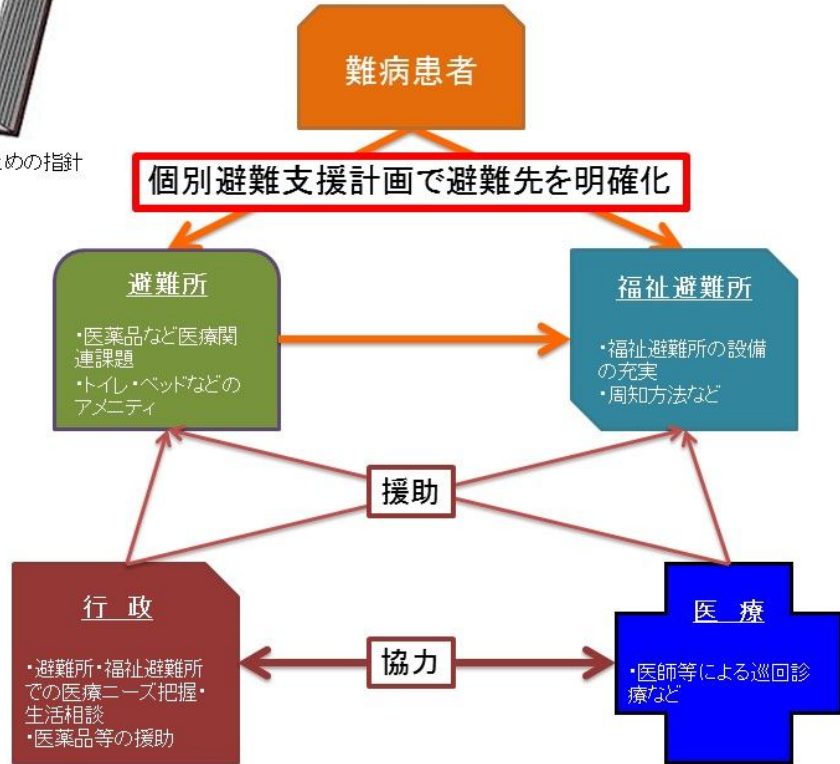 難病患者
ための指針
個別避難支援計画で避難先を明確化
避難所
・医薬品など医療関
連課題
・トイレ・ベッドなどの
アメニティ
福祉避難所
・福祉避難所の設備
の充実
・周知方法など
援助
行 政
・避難所・福祉避難所
での医療ニーズ把握・
生活相談
・医薬品等の援助
協力
医 療
・医師等による巡回診
療など